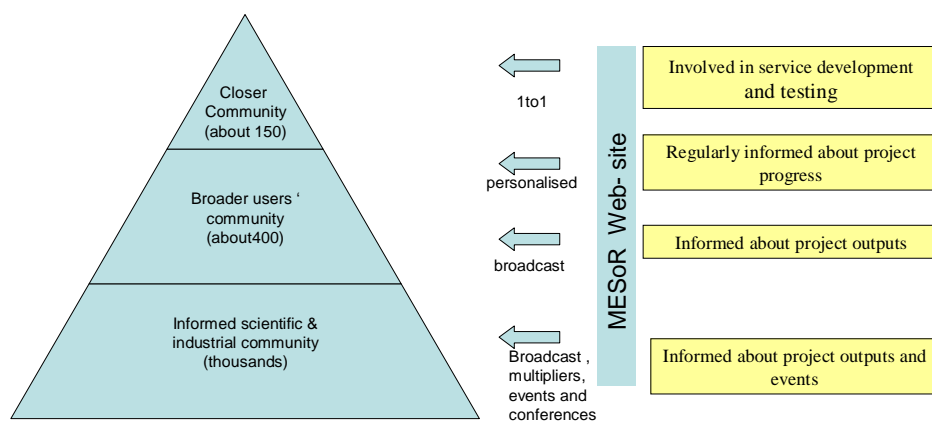 Closer
Community
(about 150)
Broader users ‘
community
(about400)
Informed scientific &
industrial community
(thousands)
1to1
personalised
broadcast
Broadcast ,
multipliers,
events and
conferences
MESoR Web- site
Involved in service development
and testing
Regularly informed about project
progress
Informed about project outputs
Informed about project outputs and
events